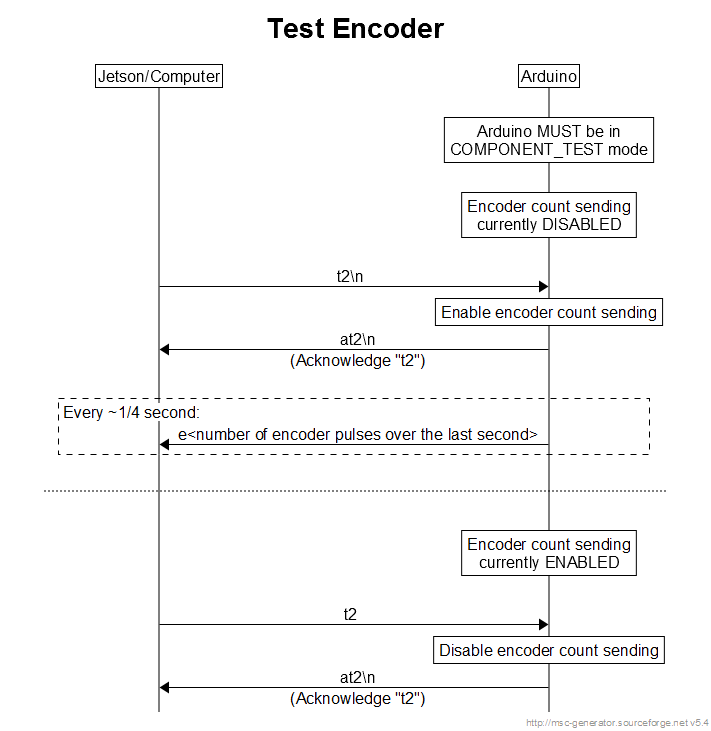 Test Encoder
Jetson/Computer
Arduino
Arduino MUST be in
COMPONENT_TEST mode
Encoder count sending
currently DISABLED
t2\n
Enable encoder count sending
at2\n
(Acknowledge "t2")
Every ~1/4 second:
e<number of encoder pulses over the last second>
Encoder count sending
currently ENABLED
t2
Disable encoder count sending
at2\n
(Acknowledge "t2")
http://msc-generator.sourceforge.net v5.4